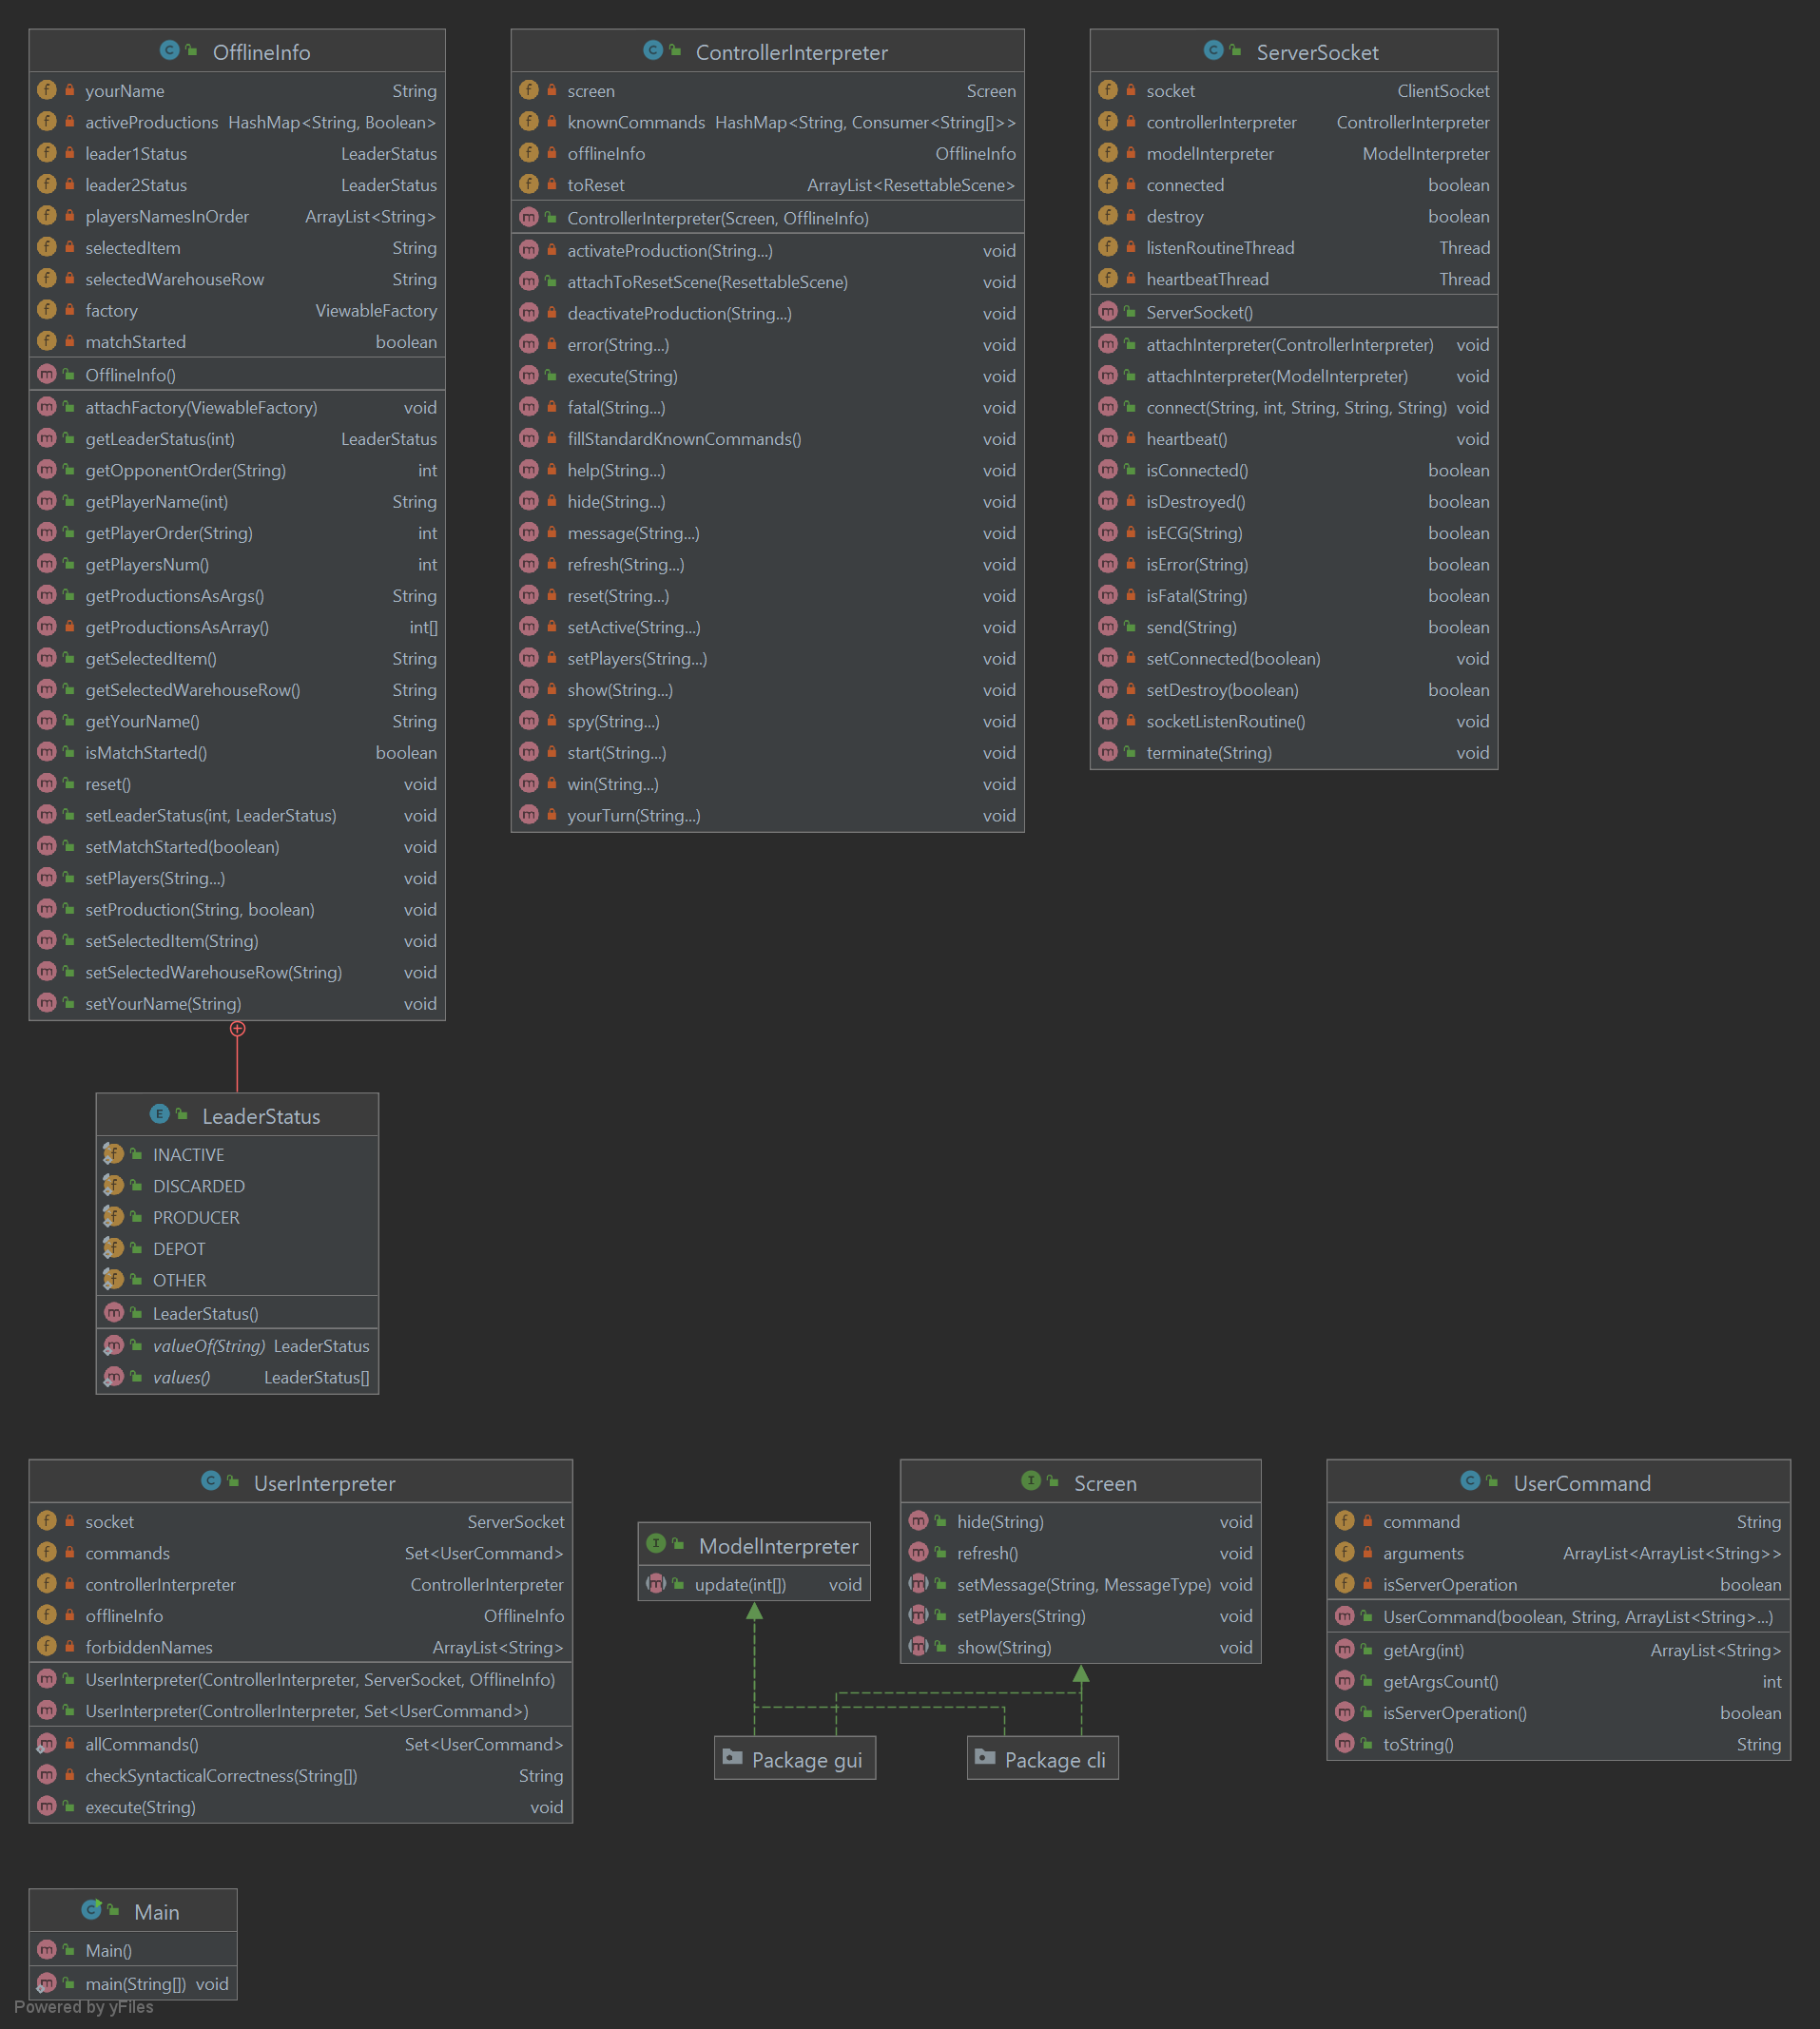 OfflineInfo
yourName String
activeProductions HashMap<String, Boolean>
leader1Status LeaderStatus
leader2Status LeaderStatus
playersNamesInOrder ArrayList<String>
selectedItem String
selectedWarehouseRow String
factory ViewableFactory
matchStarted boolean
OfflineInfo()
attachFactory(ViewableFactory) void
getLeaderStatus(int) LeaderStatus
getOpponentOrder(String) int
getPlayerName(int) String
getPlayerOrder(String) int
getPlayersNum() int
getProductionsAsArgs() String
getProductionsAsArray() int[]
getSelectedItem() String
getSelectedWarehouseRow() String
getYourName() String
isMatchStarted() boolean
reset() void
setLeaderStatus(int, LeaderStatus) void
setMatchStarted(boolean) void
setPlayers(String...) void
setProduction(String, boolean) void
setSelectedItem(String) void
setSelectedWarehouseRow(String) void
setYourName(String) void
ControllerInterpreter
screen Screen
knownCommands HashMap<String, Consumer<String[]>>
offlineInfo OfflineInfo
toReset ArrayList<ResettableScene>
ControllerInterpreter(Screen, OfflineInfo)
activateProduction(String...) void
attachToResetScene(ResettableScene) void
deactivateProduction(String...) void
error(String...) void
execute(String) void
fatal(String...) void
fillStandardKnownCommands() void
help(String...) void
hide(String...) void
message(String...) void
refresh(String...) void
reset(String...) void
setActive(String...) void
setPlayers(String...) void
show(String...) void
spy(String...) void
start(String...) void
win(String...) void
yourTurn(String...) void
ServerSocket
socket ClientSocket
controllerInterpreter ControllerInterpreter
modelInterpreter ModelInterpreter
connected boolean
destroy boolean
listenRoutineThread Thread
heartbeatThread Thread
ServerSocket()
attachInterpreter(ControllerInterpreter) void
attachInterpreter(ModelInterpreter) void
connect(String, int, String, String, String) void
heartbeat() void
isConnected() boolean
isDestroyed() boolean
isECG(String) boolean
isError(String) boolean
isFatal(String) boolean
send(String) boolean
setConnected(boolean) void
setDestroy(boolean) boolean
socketListenRoutine() void
terminate(String) void
LeaderStatus
INACTIVE
DISCARDED
PRODUCER
DEPOT
OTHER
LeaderStatus()
valueOf(String) LeaderStatus
values() LeaderStatus[]
UserInterpreter
socket ServerSocket
commands Set<UserCommand>
controllerInterpreter ControllerInterpreter
offlineInfo OfflineInfo
forbiddenNames ArrayList<String>
UserInterpreter(ControllerInterpreter, ServerSocket, OfflineInfo)
UserInterpreter(ControllerInterpreter, Set<UserCommand>)
allCommands() Set<UserCommand>
checkSyntacticalCorrectness(String[]) String
execute(String) void
ModelInterpreter
update(int[]) void
Screen
hide(String) void
refresh() void
setMessage(String, MessageType) void
setPlayers(String) void
show(String) void
Package gui
Package cli
UserCommand
command String
arguments ArrayList<ArrayList<String>>
isServerOperation boolean
UserCommand(boolean, String, ArrayList<String>...)
getArg(int) ArrayList<String>
getArgsCount() int
isServerOperation() boolean
toString() String
Main
Main()
main(String[]) void
Powered by yFiles